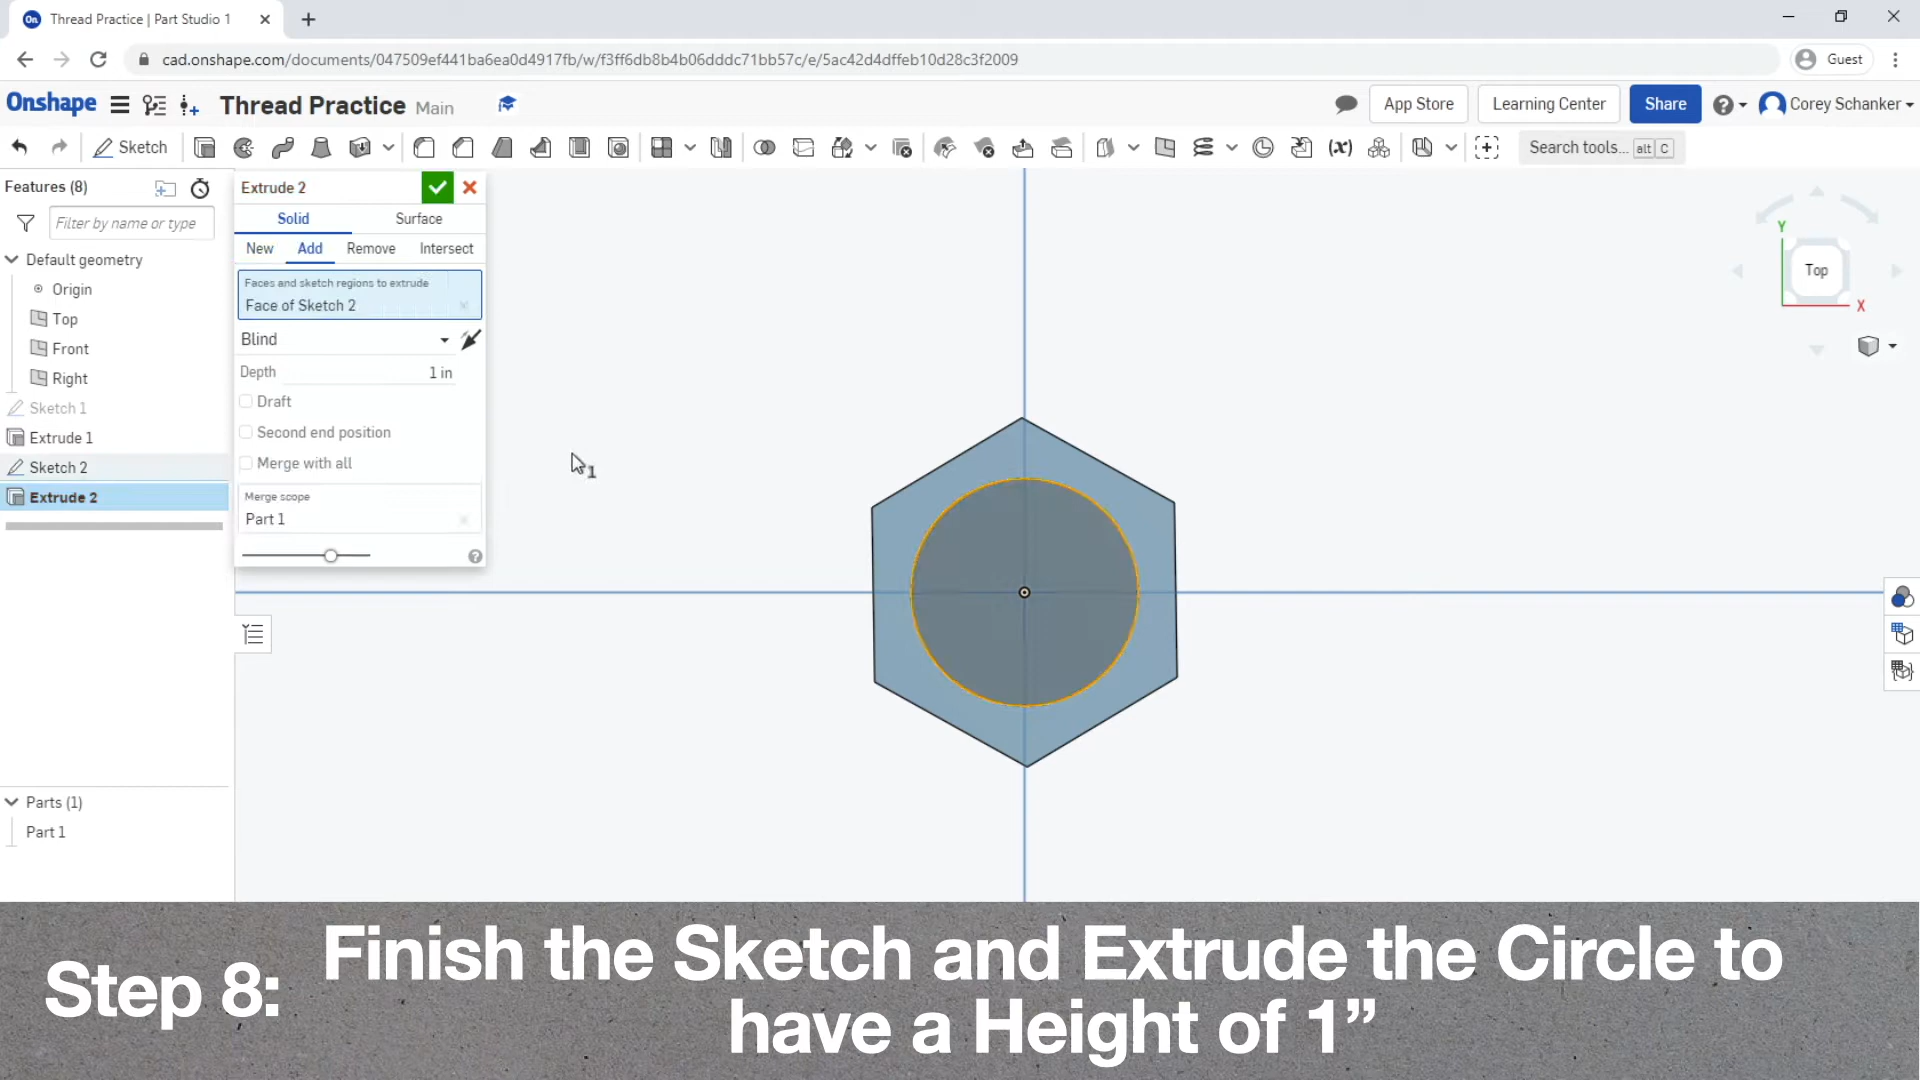 Thread Practice | Part Studio 1
cad.onshape.com/documents/047509ef441ba6ea0d4917fb/w/f3ff6db8b4b06dddc71bb57c/e/5ac42d4dffeb10d28c3f2009
Guest
Onshape Thread Practice Main
App Store Learning Center Share Corey Schanker
Sketch
(x)
Search tools... alt C
Features (8)
Filter by name or type
Default geometry
Origin
Top
Front
Right
Sketch 1
Extrude 1
Sketch 2
Extrude 2
Parts (1)
Part 1
Extrude 2
Solid Surface
New Add Remove Intersect
Faces and sketch regions to extrude
Face of Sketch 2
Blind
Depth 1 in
Draft
Second end position
Merge with all
Merge scope
Part 1
1
Y
Top
X
Step 8: Finish the Sketch and Extrude the Circle to
have a Height of 1”